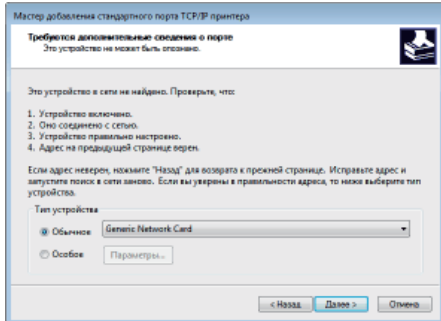 Мастер добавления стандартного порта TCP/IP принтера
Требуются дополнительные сведения о порте
Это устройство не может быть опознано.
Это устройство в сети не найдено. Проверьте, что:
1. Устройство включено.
2. Оно соединено с сетью.
3. Устройство правильно настроено.
4. Адрес на предыдущей странице верен.
Если адрес неверен, нажмите "Назад" для возврата к прежней странице. Исправьте адрес и
запустите поиск в сети заново. Если вы уверены в правильности адреса, то ниже выберите тип
устройства.
Тип устройства
Обычное Generic Network Card
Особое Параметры...
< Назад Далее > Отмена